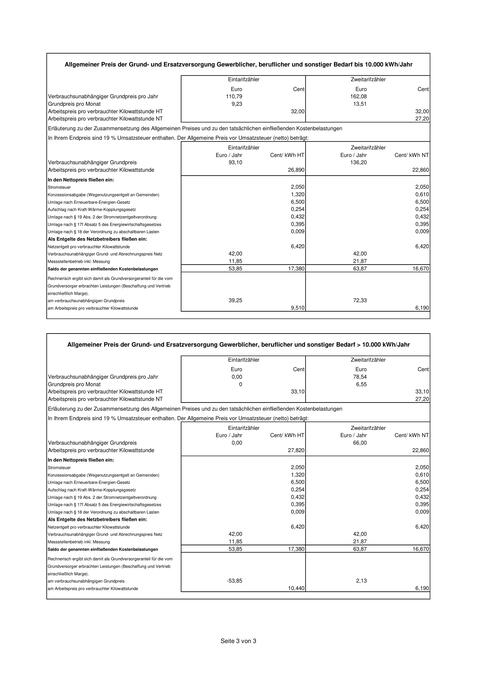 Allgemeiner Preis der Grund- und Ersatzversorgung Gewerblicher, beruflicher und sonstiger Bedarf bis 10.000 kWh/Jahr
Eintarifzähler Zweitarifzähler
Euro Cent Euro Cent
Verbrauchsunabhängiger Grundpreis pro Jahr 110,79 162,08
Grundpreis pro Monat 9,23 13,51
Arbeitspreis pro verbrauchter Kilowattstunde HT 32,00 32,00
Arbeitspreis pro verbrauchter Kilowattstunde NT 27,20
Erläuterung zu der Zusammensetzung des Allgemeinen Preises und zu den tatsächlichen einfließenden Kostenbelastungen
In Ihrem Endpreis sind 19 % Umsatzsteuer enthalten. Der Allgemeine Preis vor Umsatzsteuer (netto) beträgt:
Eintarifzähler Zweitarifzähler
Euro / Jahr Cent/ kWh HT Euro / Jahr Cent/ kWh NT
Verbrauchsunabhängiger Grundpreis 93,10 136,20
Arbeitspreis pro verbrauchter Kilowattstunde 26,890 22,860
In den Nettopreis fließen ein:
Stromsteuer 2,050 2,050
Konzessionsabgabe (Wegenutzungsentgelt an Gemeinden) 1,320 0,610
Umlage nach Erneuerbare-Energien-Gesetz 6,500 6,500
Aufschlag nach Kraft-Wärme-Kopplungsgesetz 0,254 0,254
Umlage nach § 19 Abs. 2 der Stromnetzentgeltverordnung 0,432 0,432
Umlage nach § 17f Absatz 5 des Energiewirtschaftsgesetzes 0,395 0,395
Umlage nach § 18 der Verordnung zu abschaltbaren Lasten 0,009 0,009
Als Entgelte des Netzbetreibers fließen ein:
Netzentgelt pro verbrauchter Kilowattstunde 6,420 6,420
Verbrauchsunabhängiger Grund- und Abrechnungspreis Netz 42,00 42,00
Messstellenbetrieb inkl. Messung 11,85 21,87
Saldo der genannten einfließenden Kostenbelastungen 53,85 17,380 63,87 16,670
Rechnerisch ergibt sich damit als Grundversorgeranteil für die vom
Grundversorger erbrachten Leistungen (Beschaffung und Vertrieb
einschließlich Marge).
am verbrauchsunabhängigen Grundpreis 39,25 72,33
am Arbeitspreis pro verbrauchter Kilowattstunde 9,510 6,190
Allgemeiner Preis der Grund- und Ersatzversorgung Gewerblicher, beruflicher und sonstiger Bedarf > 10.000 kWh/Jahr
Eintarifzähler Zweitarifzähler
Euro Cent Euro Cent
Verbrauchsunabhängiger Grundpreis pro Jahr 0,00 78,54
Grundpreis pro Monat 0 6,55
Arbeitspreis pro verbrauchter Kilowattstunde HT 33,10 33,10
Arbeitspreis pro verbrauchter Kilowattstunde NT 27,20
Erläuterung zu der Zusammensetzung des Allgemeinen Preises und zu den tatsächlichen einfließenden Kostenbelastungen
In Ihrem Endpreis sind 19 % Umsatzsteuer enthalten. Der Allgemeine Preis vor Umsatzsteuer (netto) beträgt:
Eintarifzähler Zweitarifzähler
Euro / Jahr Cent/ kWh HT Euro / Jahr Cent/ kWh NT
Verbrauchsunabhängiger Grundpreis 0,00 66,00
Arbeitspreis pro verbrauchter Kilowattstunde 27,820 22,860
In den Nettopreis fließen ein:
Stromsteuer 2,050 2,050
Konzessionsabgabe (Wegenutzungsentgelt an Gemeinden) 1,320 0,610
Umlage nach Erneuerbare-Energien-Gesetz 6,500 6,500
Aufschlag nach Kraft-Wärme-Kopplungsgesetz 0,254 0,254
Umlage nach § 19 Abs. 2 der Stromnetzentgeltverordnung 0,432 0,432
Umlage nach § 17f Absatz 5 des Energiewirtschaftsgesetzes 0,395 0,395
Umlage nach § 18 der Verordnung zu abschaltbaren Lasten 0,009 0,009
Als Entgelte des Netzbetreibers fließen ein:
Netzentgelt pro verbrauchter Kilowattstunde 6,420 6,420
Verbrauchsunabhängiger Grund- und Abrechnungspreis Netz 42,00 42,00
Messstellenbetrieb inkl. Messung 11,85 21,87
Saldo der genannten einfließenden Kostenbelastungen 53,85 17,380 63,87 16,670
Rechnerisch ergibt sich damit als Grundversorgeranteil für die vom
Grundversorger erbrachten Leistungen (Beschaffung und Vertrieb
einschließlich Marge).
am verbrauchsunabhängigen Grundpreis -53,85 2,13
am Arbeitspreis pro verbrauchter Kilowattstunde 10,440 6,190
Seite 3 von 3